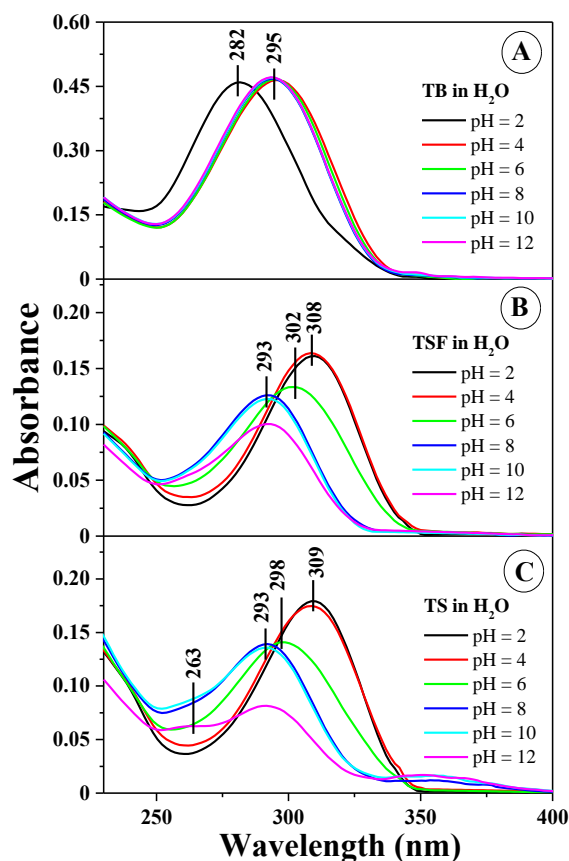 Absorbance
0.60
0.45
0.30
0.15
0
282
295
A
TB in H₂O
pH = 2
pH = 4
pH = 6
pH = 8
pH = 10
pH = 12
0.20
0.15
0.10
0.05
0
293
302
308
B
TSF in H₂O
pH = 2
pH = 4
pH = 6
pH = 8
pH = 10
pH = 12
0.20
0.15
0.10
0.05
0
263
293
298
309
C
TS in H₂O
pH = 2
pH = 4
pH = 6
pH = 8
pH = 10
pH = 12
250 300 350 400
Wavelength (nm)